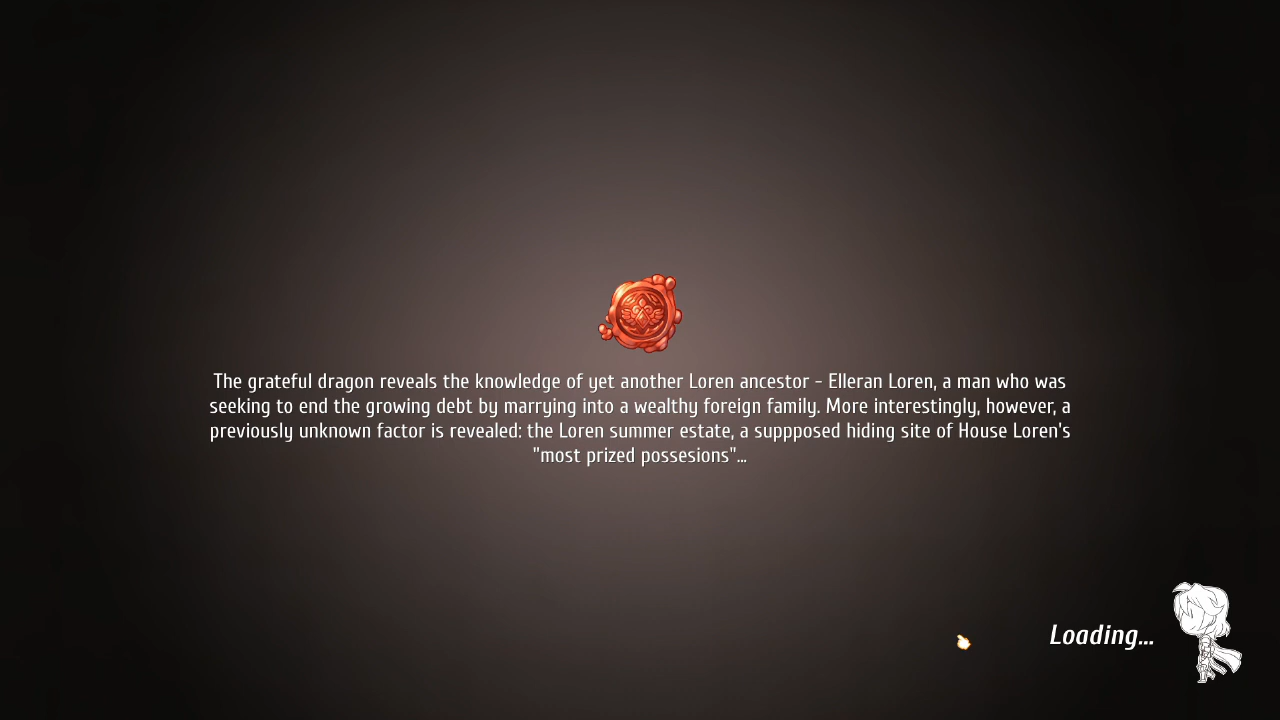 The grateful dragon reveals the knowledge of yet another Loren ancestor - Elleran Loren, a man who was
seeking to end the growing debt by marrying into a wealthy foreign family. More interestingly, however, a
previously unknown factor is revealed: the Loren summer estate, a suppposed hiding site of House Loren's
"most prized possesions"...
Loading...